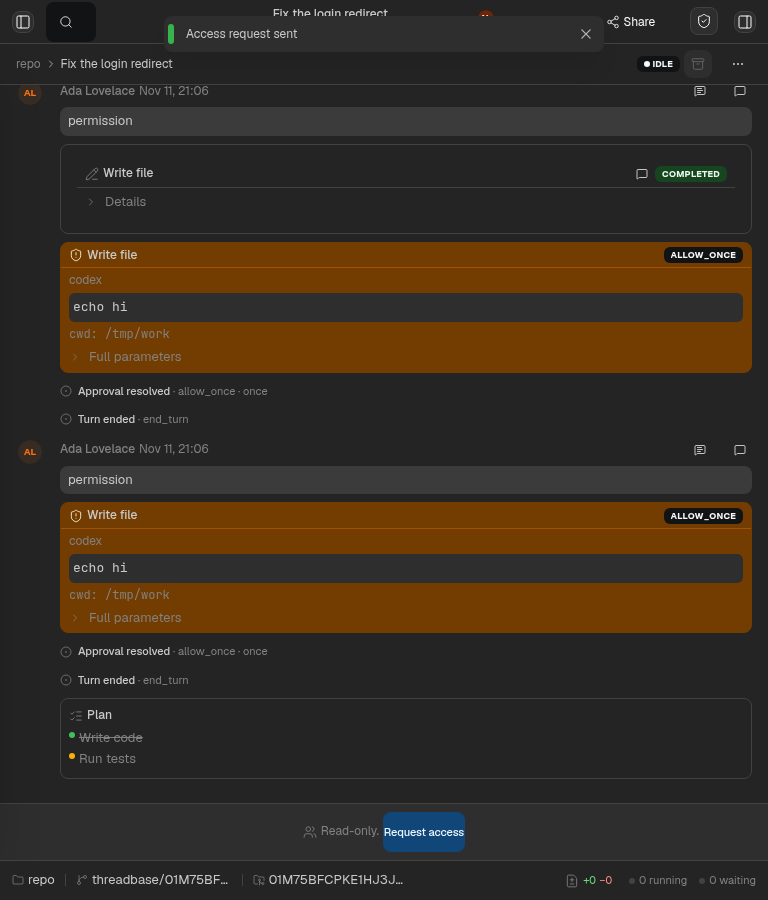 Fix the login redirect
Access request sent
Share
repo
Fix the login redirect
IDLE
AL
Ada Lovelace Nov 11, 21:06
permission
Write file
COMPLETED
Details
Write file
ALLOW_ONCE
codex
echo hi
cwd: /tmp/work
Full parameters
Approval resolved · allow_once · once
Turn ended · end_turn
AL
Ada Lovelace Nov 11, 21:06
permission
Write file
ALLOW_ONCE
codex
echo hi
cwd: /tmp/work
Full parameters
Approval resolved · allow_once · once
Turn ended · end_turn
Plan
Write code
Run tests
Read-only.
Request access
repo
threadbase/01M75BF...
01M75BFCPKE1HJ3J...
+0 −0
0 running
0 waiting